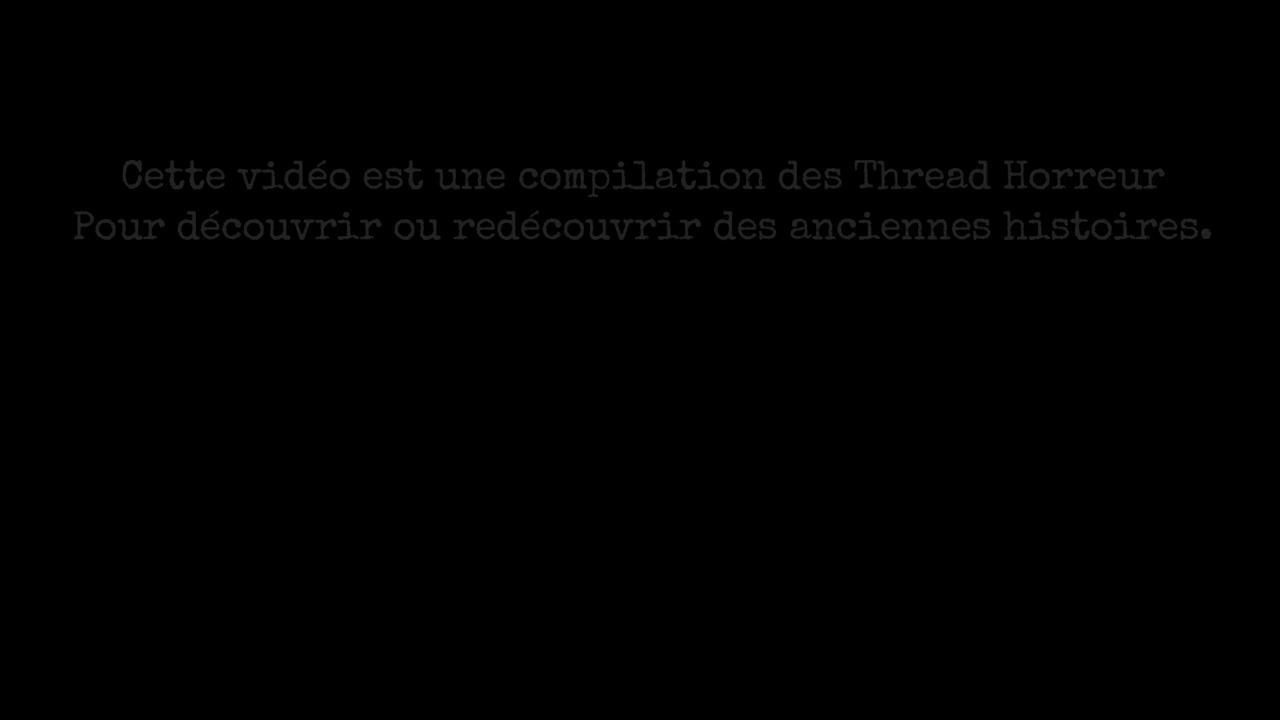 Cette vidéo est une compilation des Thread Horreur
Pour découvrir ou redécouvrir des anciennes histoires.